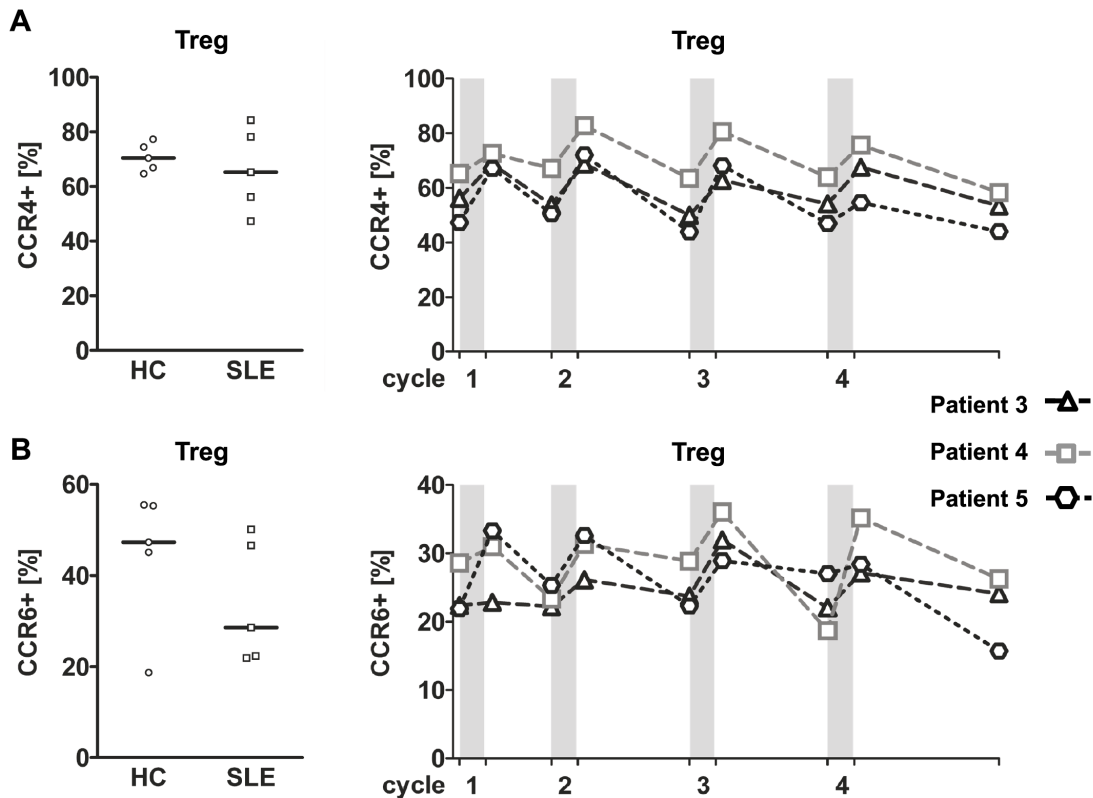 A
Treg
CCR4+ [%]
100
80
60
40
20
0
HC SLE
Treg
CCR4+ [%]
100
80
60
40
20
0
cycle 1 2 3 4
Patient 3
Patient 4
Patient 5
B
Treg
CCR6+ [%]
60
40
20
0
HC SLE
Treg
CCR6+ [%]
40
30
20
10
0
cycle 1 2 3 4